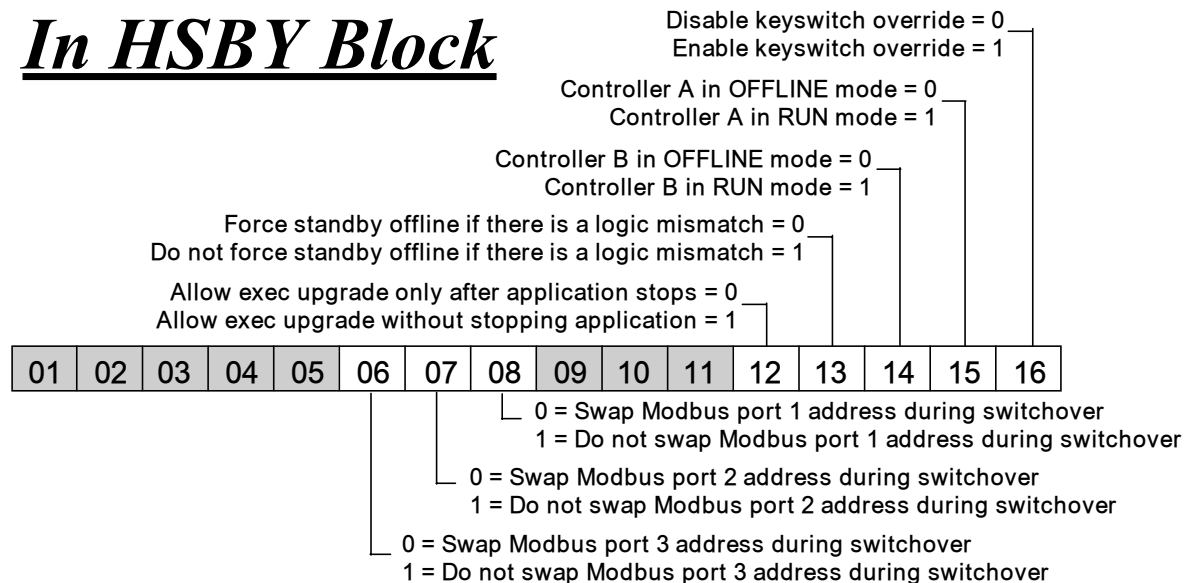 In HSBY Block
Disable keyswitch override = 0
Enable keyswitch override = 1
Controller A in OFFLINE mode = 0
Controller A in RUN mode = 1
Controller B in OFFLINE mode = 0
Controller B in RUN mode = 1
Force standby offline if there is a logic mismatch = 0
Do not force standby offline if there is a logic mismatch = 1
Allow exec upgrade only after application stops = 0
Allow exec upgrade without stopping application = 1
01 02 03 04 05 06 07 08 09 10 11 12 13 14 15 16
0 = Swap Modbus port 1 address during switchover
1 = Do not swap Modbus port 1 address during switchover
0 = Swap Modbus port 2 address during switchover
1 = Do not swap Modbus port 2 address during switchover
0 = Swap Modbus port 3 address during switchover
1 = Do not swap Modbus port 3 address during switchover